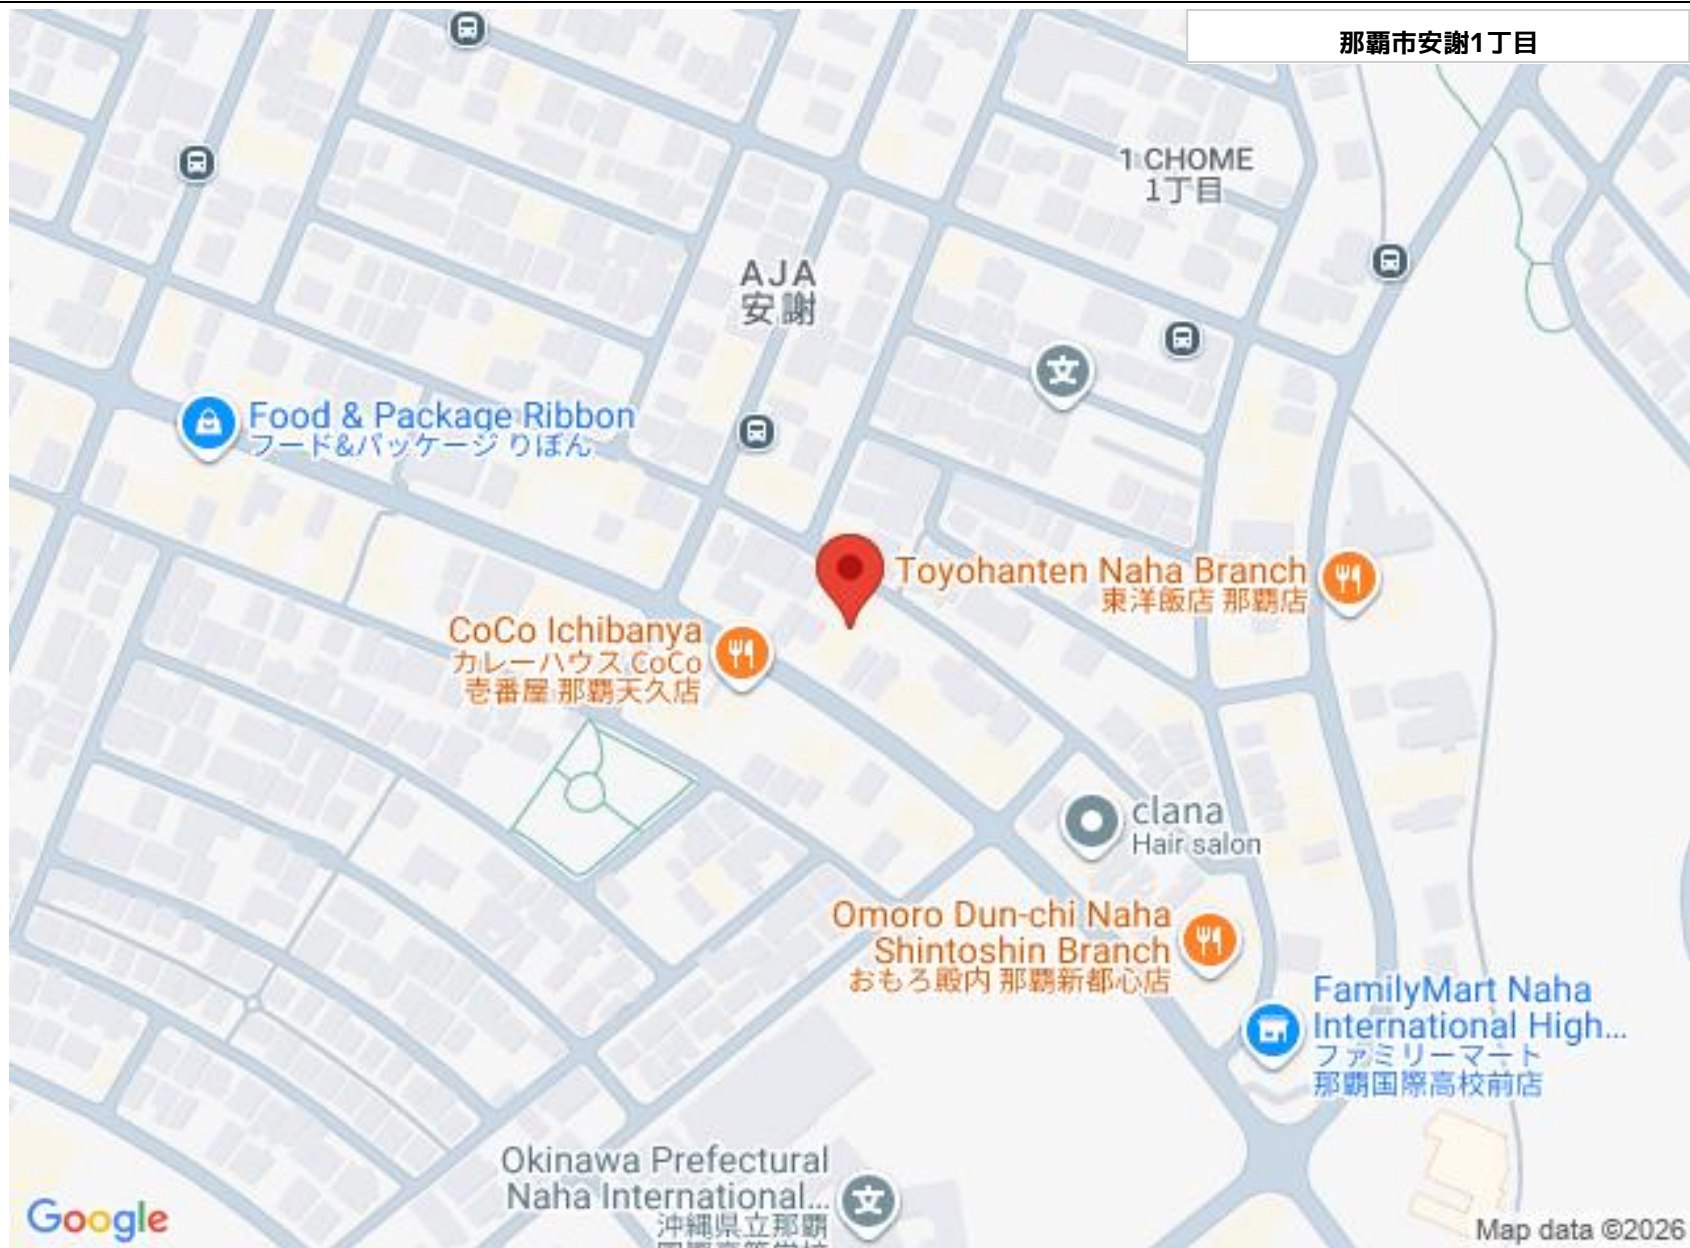 那覇市安謝1丁目
1 CHOME
1丁目
AJA
安謝
Food & Package Ribbon
フード&パッケージ りぼん
Toyohanten Naha Branch
東洋飯店 那覇店
CoCo Ichibanya
カレーハウス CoCo
壱番屋 那覇天久店
clana
Hair salon
Omoro Dun-chi Naha
Shintoshin Branch
おもろ殿内 那覇新都心店
FamilyMart Naha
International High...
ファミリーマート
那覇国際高校前店
Okinawa Prefectural
Naha International...
沖縄県立那覇
文
文
Google
Map data ©2026